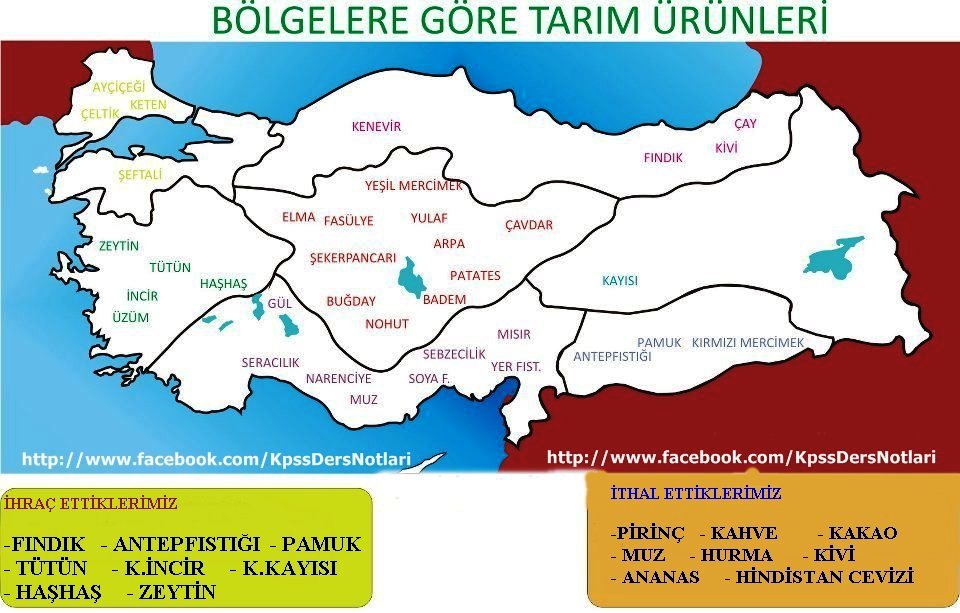 BÖLGELERE GÖRE TARIM ÜRÜNLERİ
AYÇİÇEĞİ
ÇELTİK KETEN
ŞEFTALİ
KENEVİR
ÇAY
FINDIK KİVİ
YEŞİL MERCİMEK
ELMA FASÜLYE YULAF ÇAVDAR
ARPA
ŞEKERPANCARI
PATATES
BUĞDAY BADEM
NOHUT
ZEYTİN
TÜTÜN
HAŞHAŞ
İNCİR
ÜZÜM
GÜL
KAYISI
MISIR
SERACILIK SEBZECİLİK
NARENCİYE SOYA F. YER FIST.
MUZ
PAMUK KIRMIZI MERCİMEK
ANTEPFISTIĞI
http://www.facebook.com/KpssDersNotlari
http://www.facebook.com/KpssDersNotlari
İHRAÇ ETTİKLERİMİZ
-FINDIK - ANTEPFISTIĞI - PAMUK
- TÜTÜN - K.İNCİR - K.KAYISI
- HAŞHAŞ - ZEYTİN
İTHAL ETTİKLERİMİZ
-PİRİNÇ - KAHVE - KAKAO
- MUZ - HURMA - KİVİ
- ANANAS - HİNDİSTAN CEVİZİ